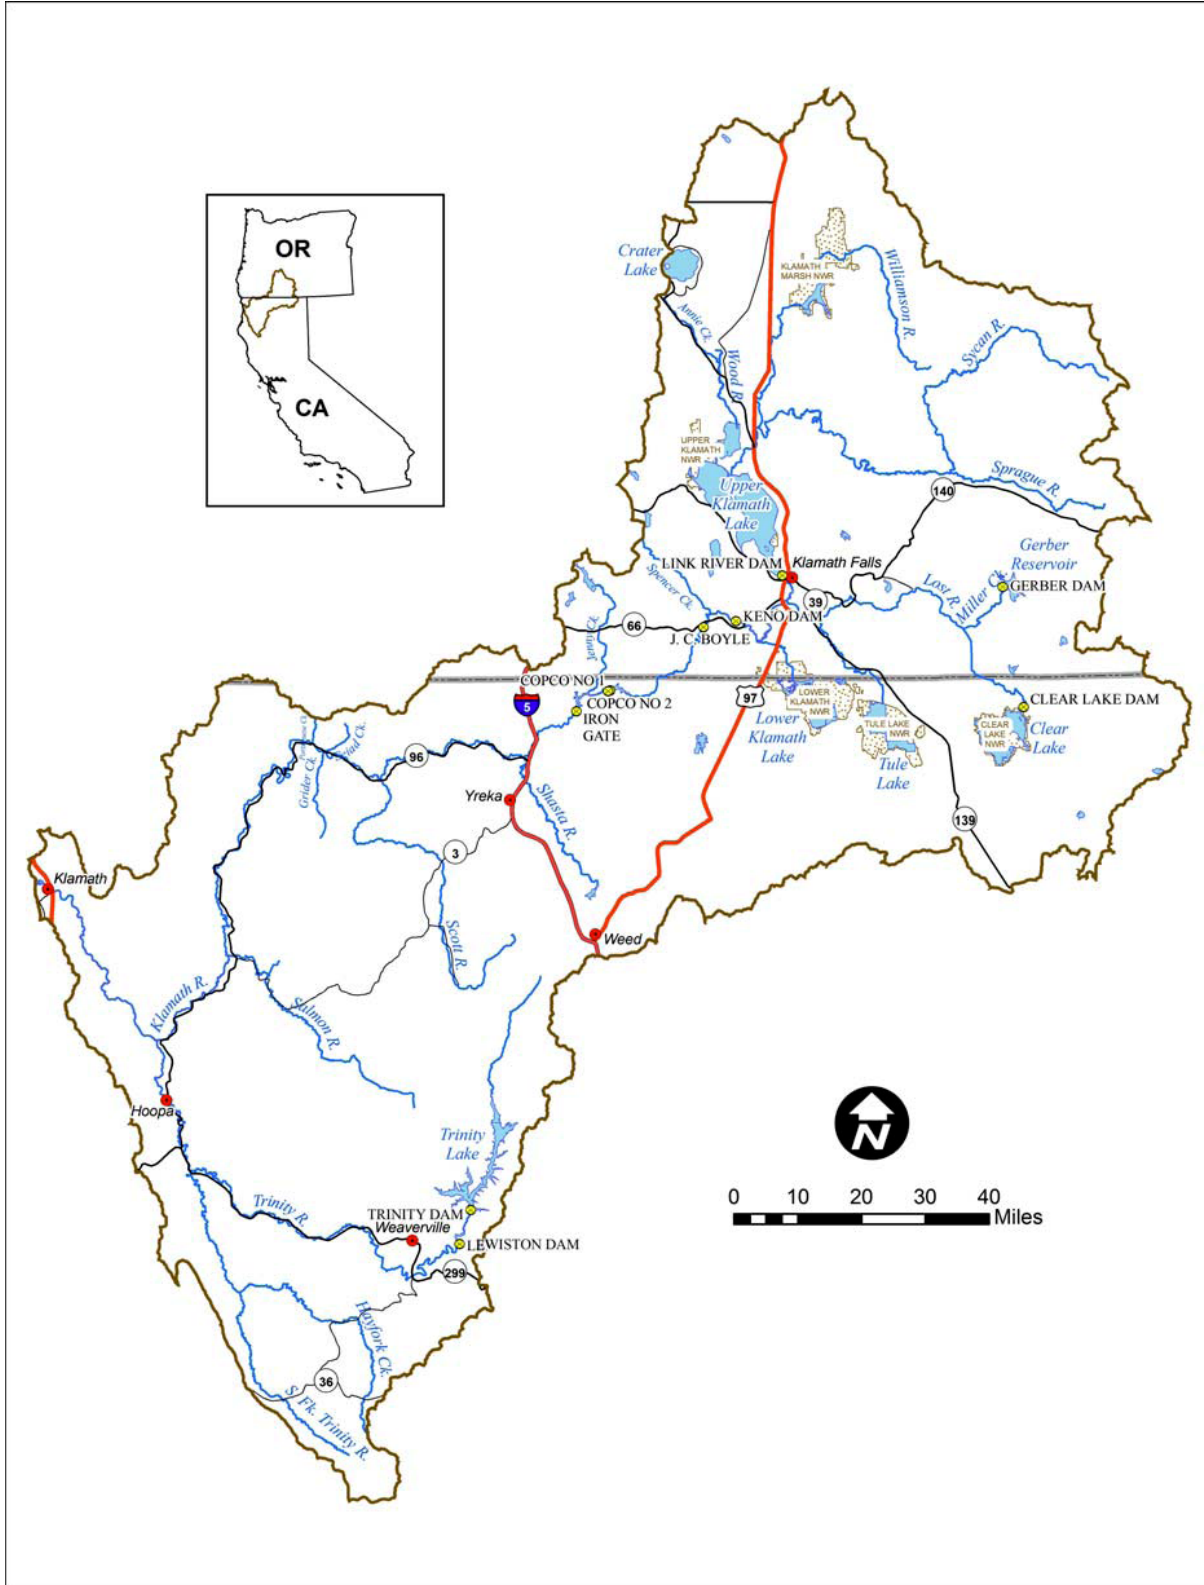 OR
CA
Crater
Lake
KLAMATH
MARSH NWR
Williamson R.
Annie Ck.
Wood R.
Sycan R.
UPPER
KLAMATH
NWR
Upper
Klamath
Lake
Sprague R.
140
LINK RIVER DAM
Klamath Falls
Gerber
Reservoir
GERBER DAM
Miller Ck.
Lost R.
Spencer Ck.
39
KENO DAM
66
J. C. BOYLE
Jenny Ck.
COPCO NO 1
COPCO NO 2
IRON
GATE
5
97
LOWER
KLAMATH
NWR
Lower
Klamath
Lake
TULE LAKE
NWR
Tule
Lake
CLEAR LAKE DAM
CLEAR
LAKE
NWR
Clear
Lake
139
96
Seiad Ck.
Grider Ck.
Yreka
Shasta R.
3
Klamath
Scott R.
Weed
Klamath R.
Salmon R.
Hoopa
Trinity
Lake
Trinity R.
TRINITY DAM
Weaverville
LEWISTON DAM
299
Hayfork Ck.
36
S. Fk. Trinity R.
N
0 10 20 30 40
Miles